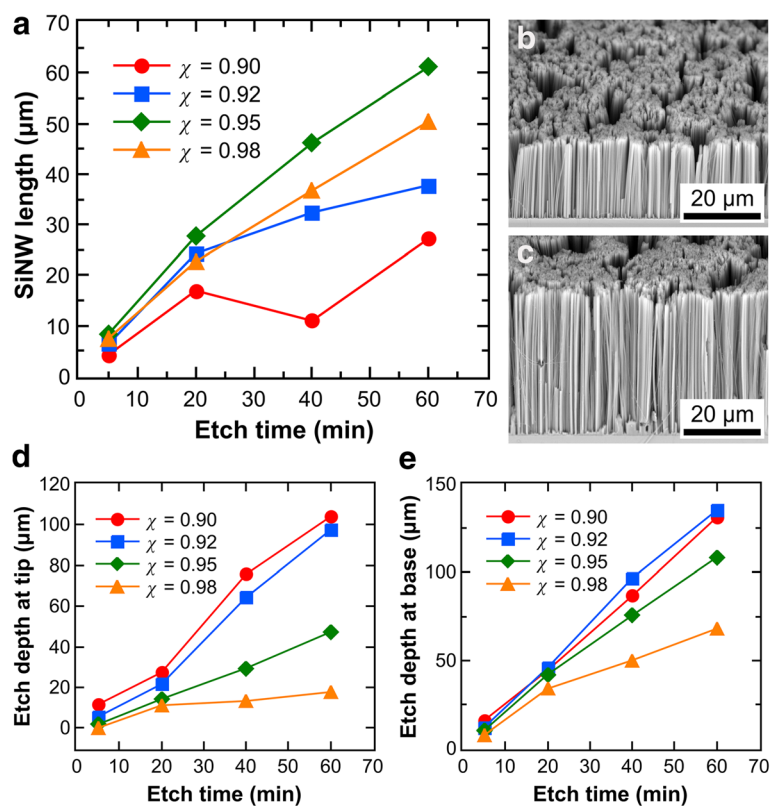 a
70
60
50
40
30
20
10
0
SiNW length (µm)
χ = 0.90
χ = 0.92
χ = 0.95
χ = 0.98
0 10 20 30 40 50 60 70
Etch time (min)
b
20 µm
c
20 µm
d
120
100
80
60
40
20
0
Etch depth at tip (µm)
χ = 0.90
χ = 0.92
χ = 0.95
χ = 0.98
0 10 20 30 40 50 60 70
Etch time (min)
e
150
100
50
0
Etch depth at base (µm)
χ = 0.90
χ = 0.92
χ = 0.95
χ = 0.98
0 10 20 30 40 50 60 70
Etch time (min)